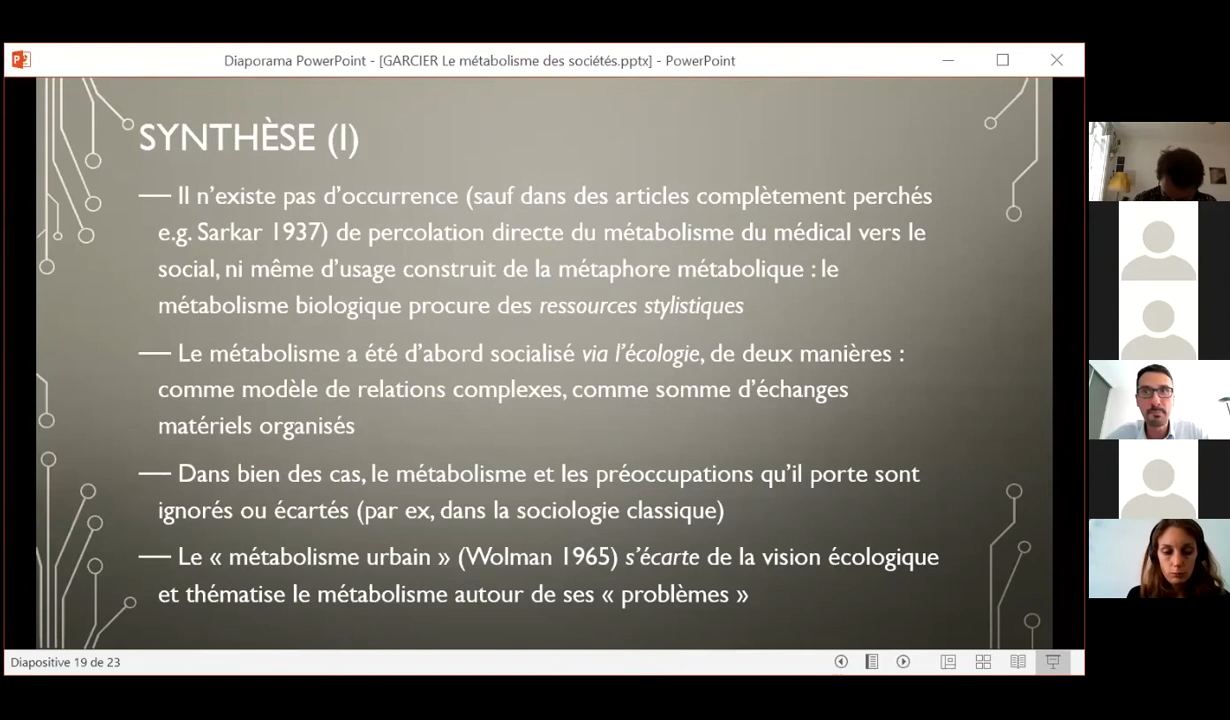 Diaporama PowerPoint - [GARCIER Le métabolisme des sociétés.pptx] - PowerPoint
SYNTHÈSE (I)
— Il n’existe pas d’occurrence (sauf dans des articles complètement perchés
e.g. Sarkar 1937) de percolation directe du métabolisme du médical vers le
social, ni même d’usage construit de la métaphore métabolique : le
métabolisme biologique procure des ressources stylistiques
— Le métabolisme a été d’abord socialisé via l’écologie, de deux manières :
comme modèle de relations complexes, comme somme d’échanges
matériels organisés
— Dans bien des cas, le métabolisme et les préoccupations qu’il porte sont
ignorés ou écartés (par ex, dans la sociologie classique)
— Le « métabolisme urbain » (Wolman 1965) s’écarte de la vision écologique
et thématise le métabolisme autour de ses « problèmes »
Diapositive 19 de 23